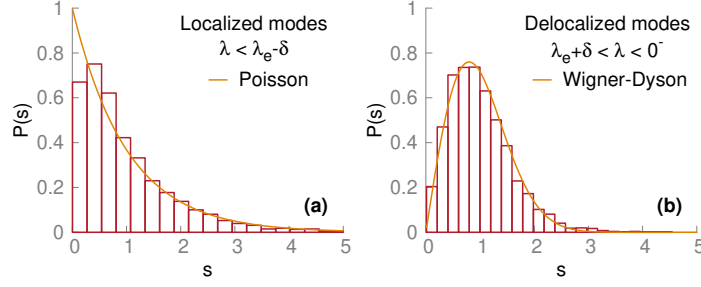 Localized modes
λ < λe-δ
Poisson
P(s)
1
0.8
0.6
0.4
0.2
0
(a)
0 1 2 3 4 5
s
Delocalized modes
λe+δ < λ < 0-
Wigner-Dyson
P(s)
1
0.8
0.6
0.4
0.2
0
(b)
0 1 2 3 4 5
s